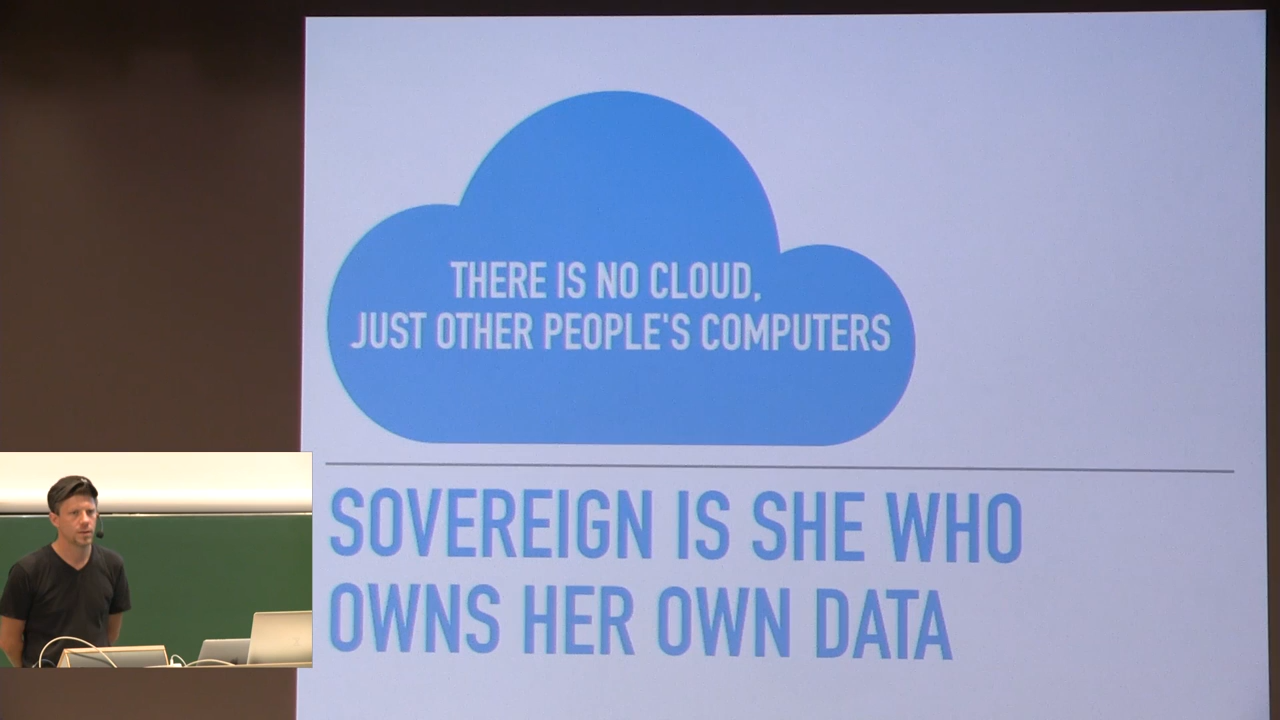 THERE IS NO CLOUD,
JUST OTHER PEOPLE'S COMPUTERS
SOVEREIGN IS SHE WHO
OWNS HER OWN DATA